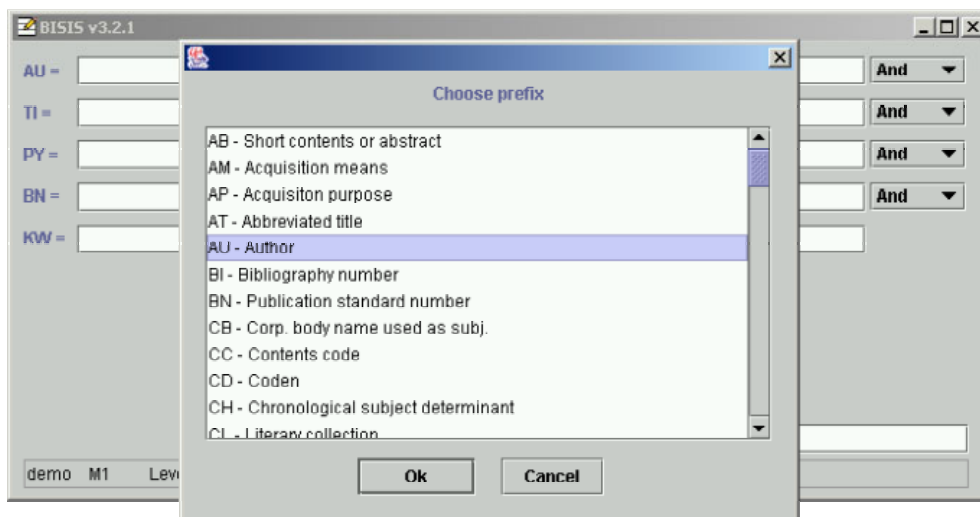 BISIS v3.2.1
Choose prefix
AU =
And
TI =
And
PY =
And
BN =
And
KW =
AB - Short contents or abstract
AM - Acquisition means
AP - Acquisiton purpose
AT - Abbreviated title
AU - Author
BI - Bibliography number
BN - Publication standard number
CB - Corp. body name used as subj.
CC - Contents code
CD - Coden
CH - Chronological subject determinant
CL - Literary collection
Ok
Cancel
demo M1